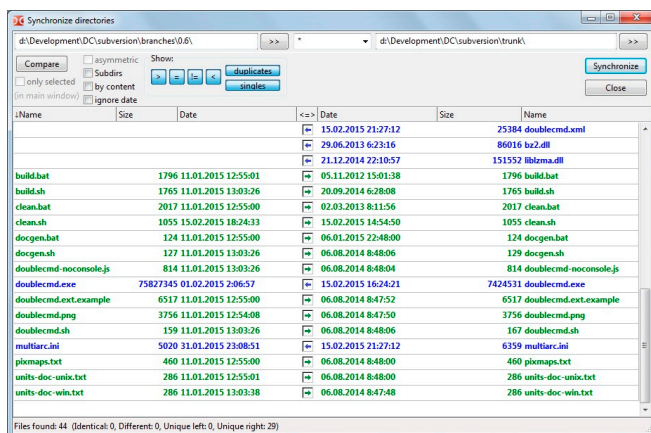 Synchronize directories
d:\Development\DC\subversion\branches\0.6\ >> * d:\Development\DC\subversion\trunk\ >>
Compare asymmetric Show: Synchronize
Subdirs > = != < duplicates
only selected by content singles Close
(in main window) ignore date
↓Name Size Date <=> Date Size Name
15.02.2015 21:27:12 25384 doublecmd.xml
29.06.2013 6:23:16 86016 bz2.dll
21.12.2014 22:10:57 151552 liblzma.dll
build.bat 1796 11.01.2015 12:55:01 05.11.2012 15:01:38 1796 build.bat
build.sh 1765 11.01.2015 13:03:26 20.09.2014 6:28:08 1765 build.sh
clean.bat 2017 11.01.2015 12:55:00 02.03.2013 8:11:56 2017 clean.bat
clean.sh 1055 15.02.2015 18:24:33 15.02.2015 14:54:50 1055 clean.sh
docgen.bat 124 11.01.2015 12:55:00 06.01.2015 22:48:00 124 docgen.bat
docgen.sh 127 11.01.2015 13:03:26 06.08.2014 8:48:06 129 docgen.sh
doublecmd-noconsole.js 814 11.01.2015 13:03:26 06.08.2014 8:48:04 814 doublecmd-noconsole.js
doublecmd.exe 75827345 01.02.2015 2:06:57 15.02.2015 16:24:21 7424531 doublecmd.exe
doublecmd.ext.example 6517 11.01.2015 12:55:00 06.08.2014 8:47:52 6517 doublecmd.ext.example
doublecmd.png 3756 11.01.2015 12:54:08 06.08.2014 8:47:50 3756 doublecmd.png
doublecmd.sh 159 11.01.2015 13:03:26 06.08.2014 8:48:06 167 doublecmd.sh
multiarc.ini 5020 31.01.2015 23:08:51 15.02.2015 21:27:12 6359 multiarc.ini
pixmaps.txt 460 11.01.2015 12:55:00 06.08.2014 8:48:00 460 pixmaps.txt
units-doc-unix.txt 286 11.01.2015 12:55:01 06.08.2014 8:48:00 286 units-doc-unix.txt
units-doc-win.txt 286 11.01.2015 13:03:38 06.08.2014 8:47:48 286 units-doc-win.txt
Files found: 44 (Identical: 0, Different: 0, Unique left: 0, Unique right: 29)